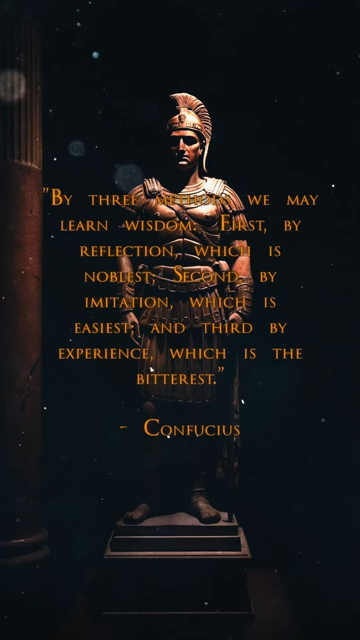 "By three methods we may
learn wisdom: First, by
reflection, which is
noblest; Second, by
imitation, which is
easiest; and third by
experience, which is the
bitterest."
- Confucius